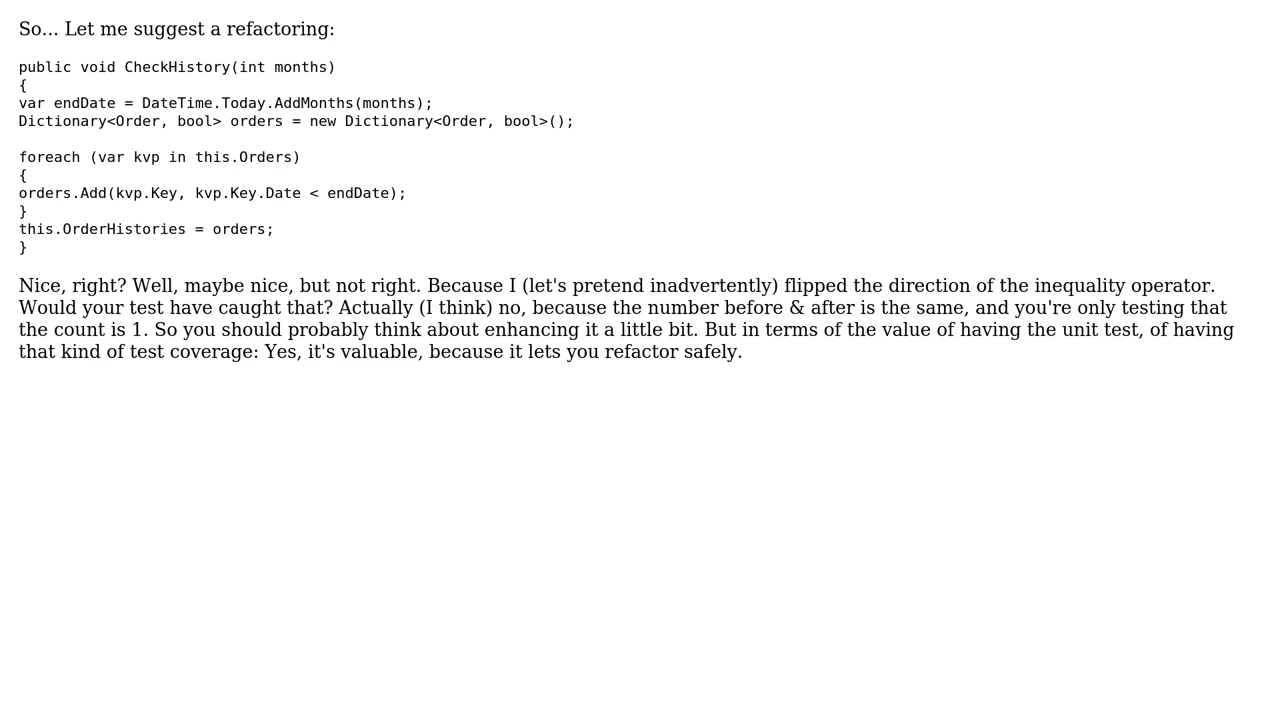 So... Let me suggest a refactoring:
public void CheckHistory(int months)
{
var endDate = DateTime.Today.AddMonths(months);
Dictionary<Order, bool> orders = new Dictionary<Order, bool>();
foreach (var kvp in this.Orders)
{
orders.Add(kvp.Key, kvp.Key.Date < endDate);
}
this.OrderHistories = orders;
}
Nice, right? Well, maybe nice, but not right. Because I (let's pretend inadvertently) flipped the direction of the inequality operator.
Would your test have caught that? Actually (I think) no, because the number before & after is the same, and you're only testing that
the count is 1. So you should probably think about enhancing it a little bit. But in terms of the value of having the unit test, of having
that kind of test coverage: Yes, it's valuable, because it lets you refactor safely.